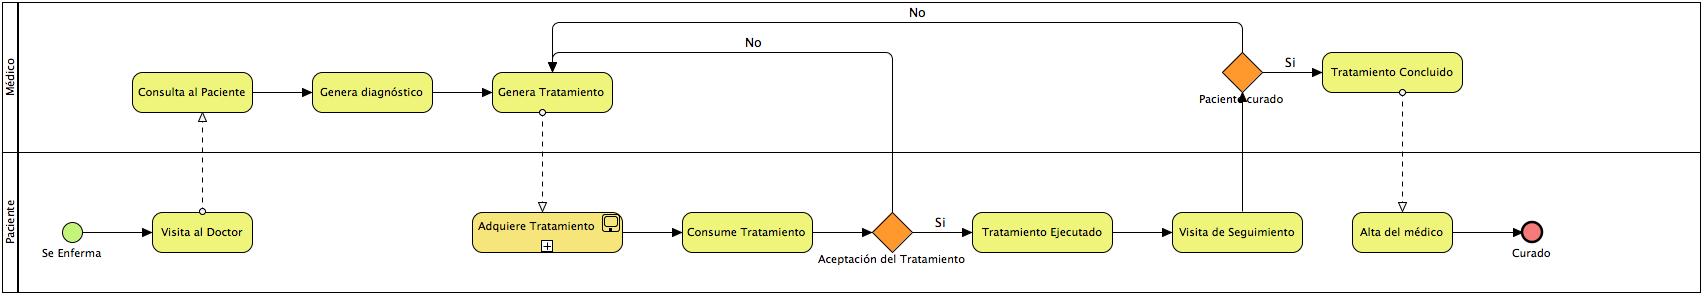 No
No
Médico
Consulta al Paciente
Genera diagnóstico
Genera Tratamiento
Si
Tratamiento Concluido
Paciente curado
Paciente
Se Enferma
Visita al Doctor
Adquiere Tratamiento
Consume Tratamiento
Aceptación del Tratamiento
Si
Tratamiento Ejecutado
Visita de Seguimiento
Alta del médico
Curado